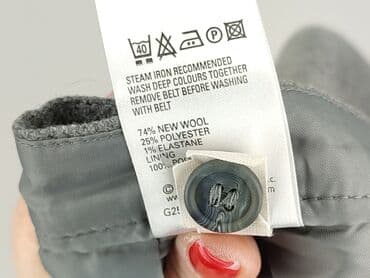 40 P
STEAM IRON RECOMMENDED
WASH DEEP COLOURS TOGETHER
REMOVE BELT BEFORE WASHING
WITH BELT
74% NEW WOOL
25% POLYESTER
1% ELASTANE
LINING
100%
©